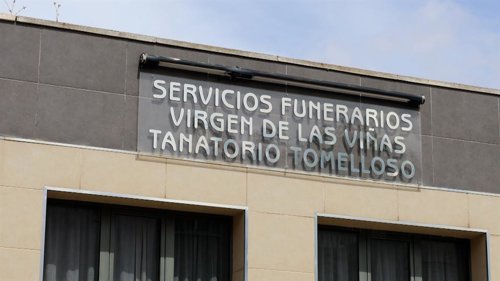 SERVICIOS FUNERARIOS
VIRGEN DE LAS VIÑAS
TANATORIO TOMELLOSO